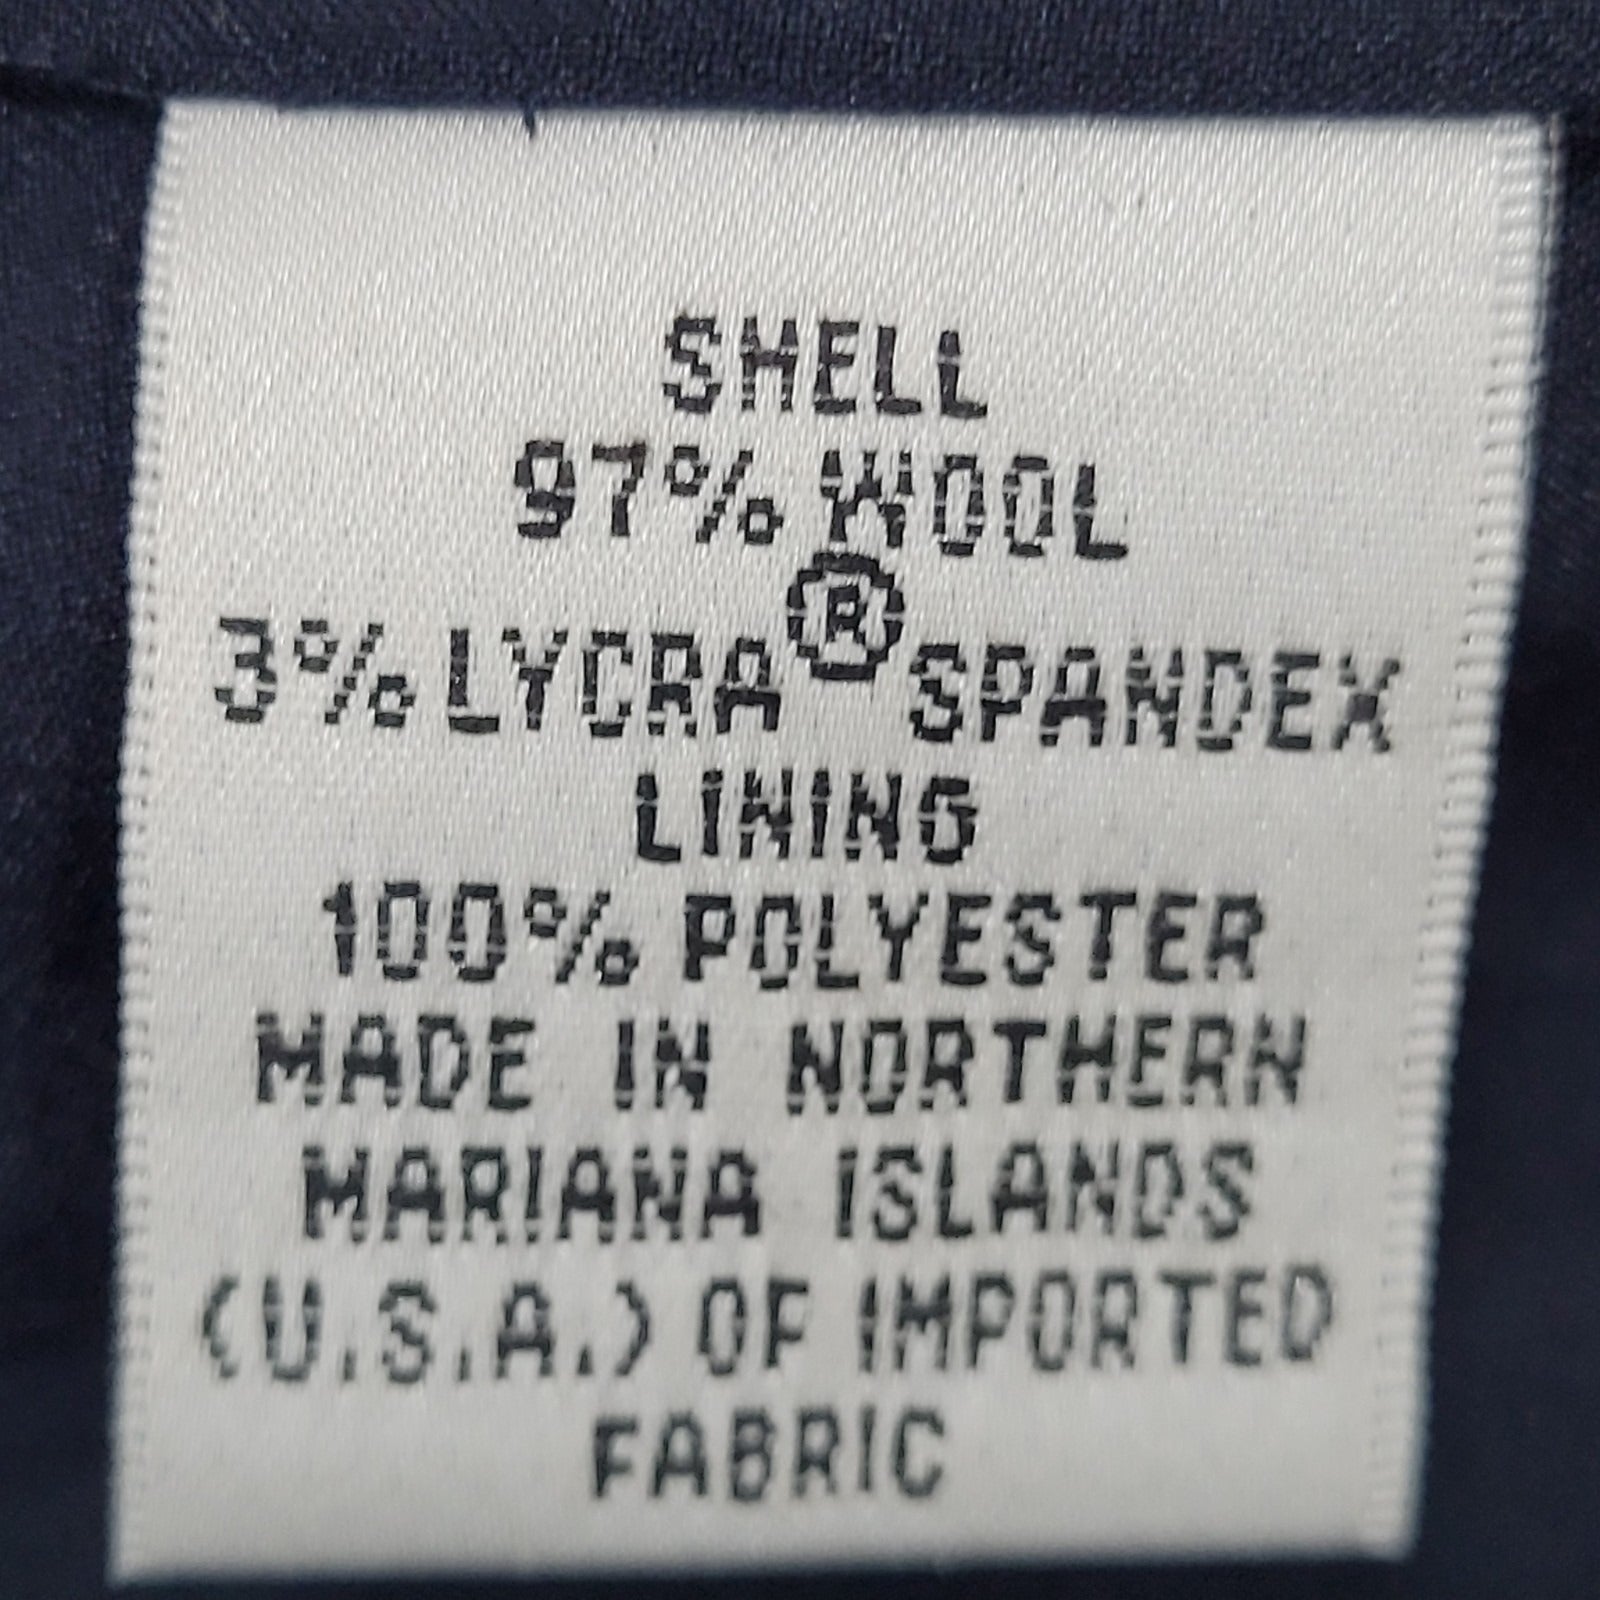 SHELL
97% WOOL
3% LYCRA® SPANDEX
LINING
100% POLYESTER
MADE IN NORTHERN
MARIANA ISLANDS
(U.S.A.) OF IMPORTED
FABRIC